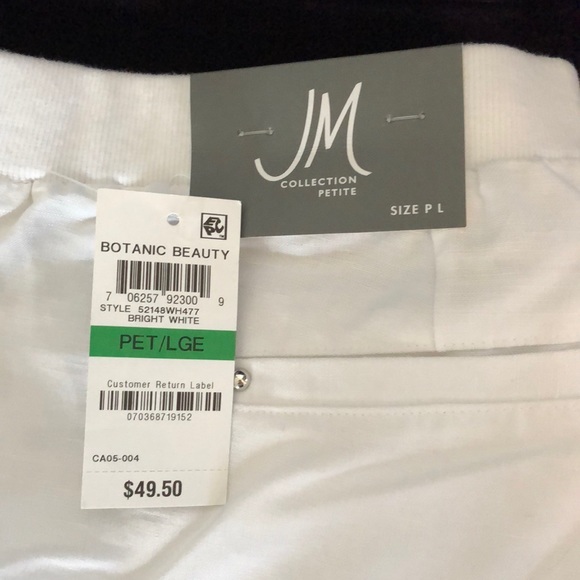 JM
COLLECTION
PETITE
SIZE P L
BOTANIC BEAUTY
7 06257 92300 9
STYLE 52148WH477
BRIGHT WHITE
PET/LGE
Customer Return Label
070368719152
CA05-004
$49.50